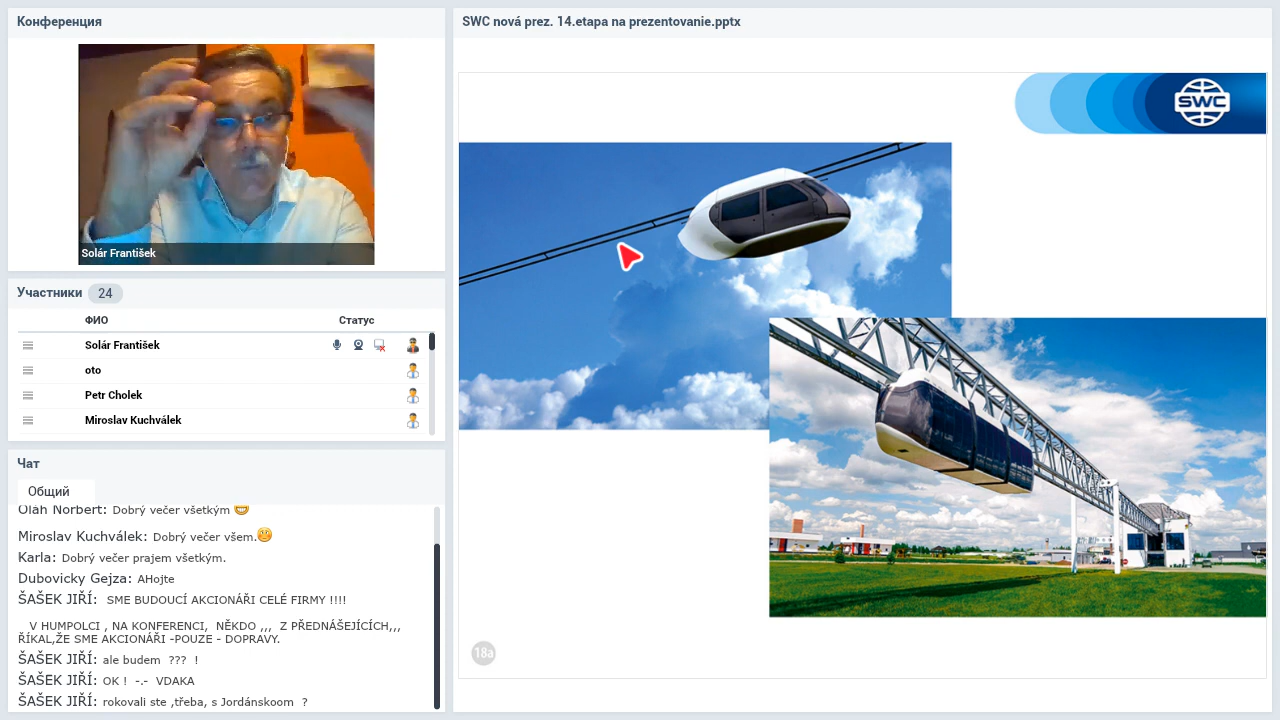 Конференция
Solár František
Участники 24
ФИО Статус
Solár František
oto
Petr Cholek
Miroslav Kuchválek
Чат
Общий
Olah Norbert: Dobrý večer všetkým
Miroslav Kuchválek: Dobrý večer všem.
Karla: Dobrý večer prajem všetkým.
Dubovicky Gejza: AHojte
ŠAŠEK JIŘÍ: SME BUDOUCÍ AKCIONÁŘI CELÉ FIRMY !!!!
V HUMPOLCI , NA KONFERENCI, NĚKDO ,,, Z PŘEDNÁŠEJÍCÍCH,,,
ŘÍKAL,ŽE SME AKCIONÁŘI -POUZE - DOPRAVY.
ŠAŠEK JIŘÍ: ale budem ??? !
ŠAŠEK JIŘÍ: OK ! -.- VDAKA
ŠAŠEK JIŘÍ: rokovali ste ,třeba, s Jordánskoom ?
SWC nová prez. 14.etapa na prezentovanie.pptx
SWC
18a